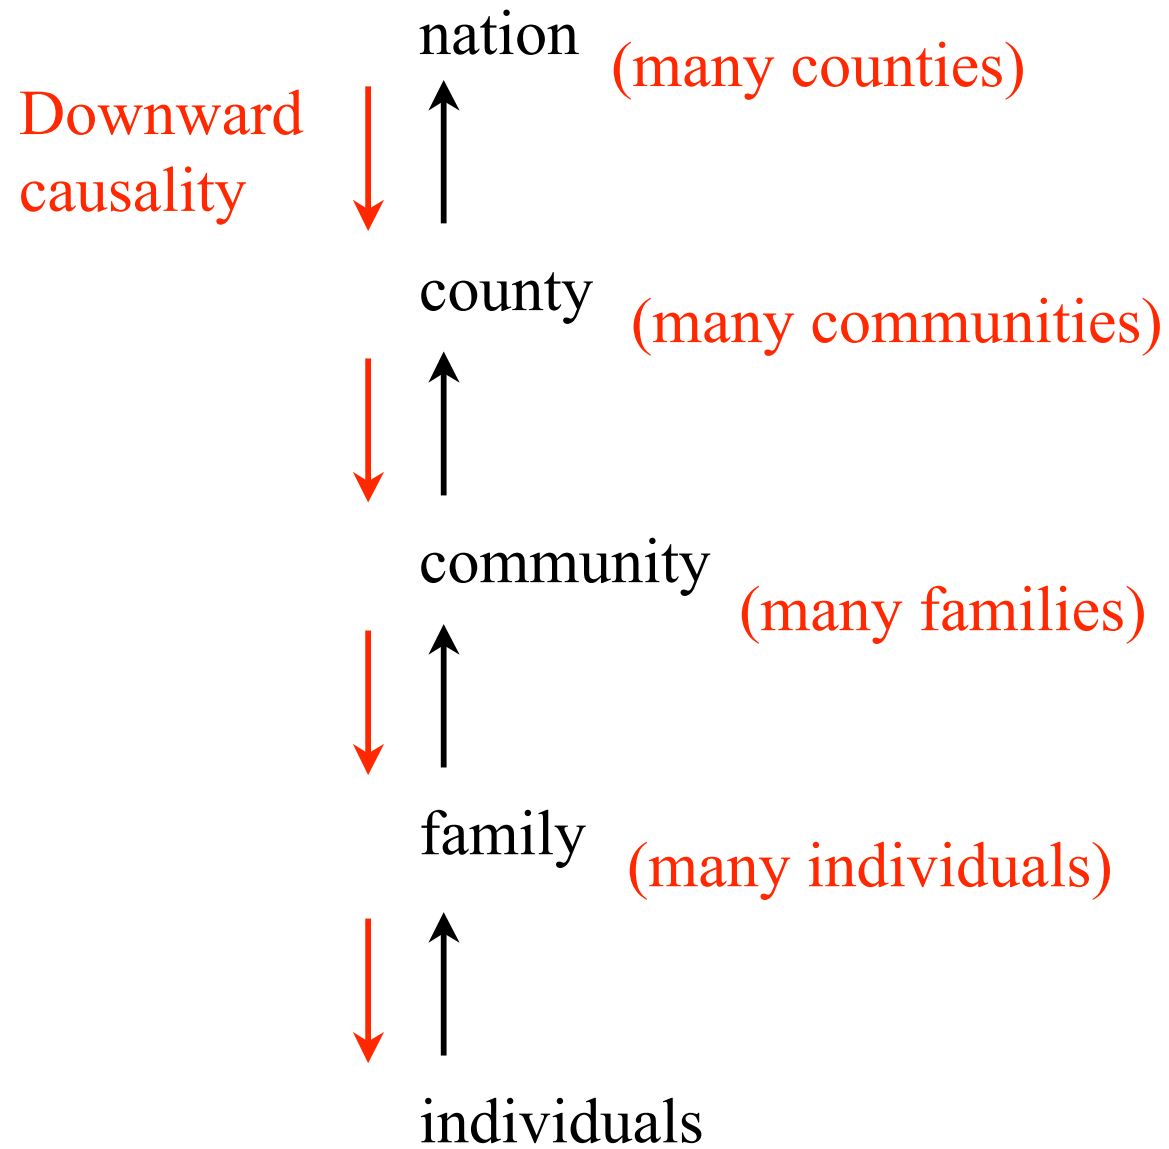 nation
(many counties)
Downward
causality
county
(many communities)
community
(many families)
family
(many individuals)
individuals